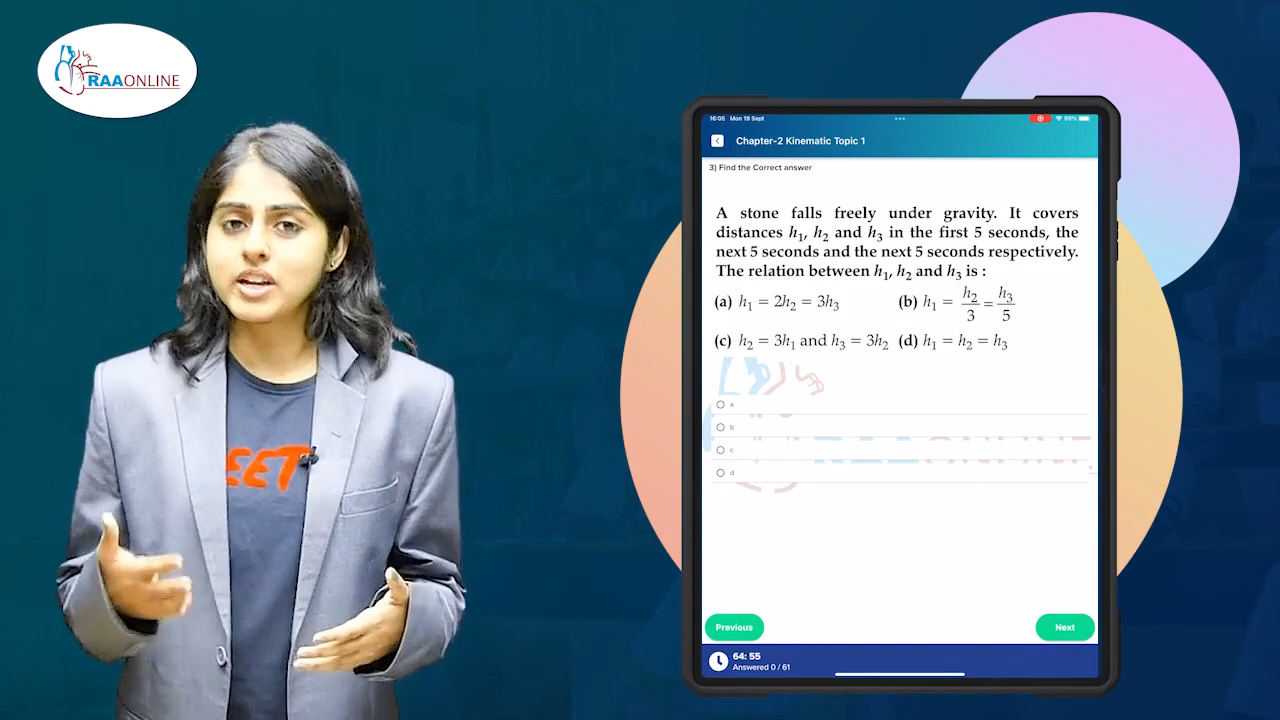 RAAONLINE
16:05 Mon 19 Sept
99%
Chapter-2 Kinematic Topic 1
3) Find the Correct answer
A stone falls freely under gravity. It covers
distances h₁, h₂ and h₃ in the first 5 seconds, the
next 5 seconds and the next 5 seconds respectively.
The relation between h₁, h₂ and h₃ is :
(a) h₁ = 2h₂ = 3h₃ (b) h₁ = h₂/3 = h₃/5
(c) h₂ = 3h₁ and h₃ = 3h₂ (d) h₁ = h₂ = h₃
a
b
c
d
RAAONLINE
EET
Previous
Next
64: 55
Answered 0 / 61